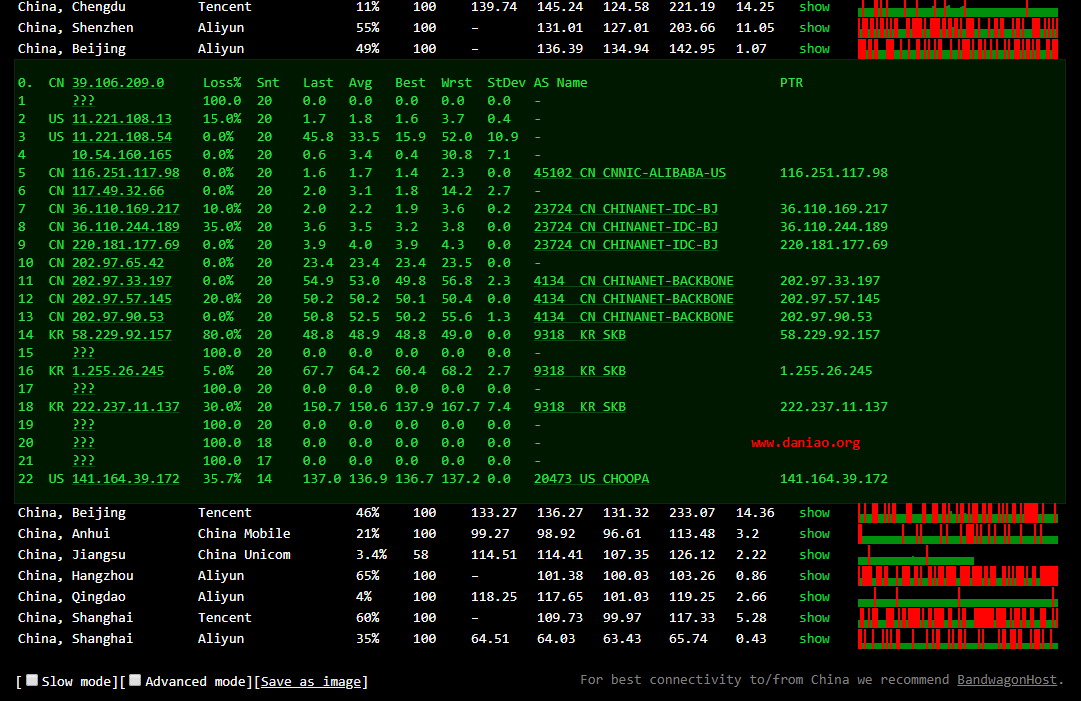 China, Chengdu Tencent 11% 100 139.74 145.24 124.58 221.19 14.25 show
China, Shenzhen Aliyun 55% 100 – 131.01 127.01 203.66 11.05 show
China, Beijing Aliyun 49% 100 – 136.39 134.94 142.95 1.07 show
0. CN 39.106.209.0 Loss% Snt Last Avg Best Wrst StDev AS Name PTR
1 ??? 100.0 20 0.0 0.0 0.0 0.0 0.0 -
2 US 11.221.108.13 15.0% 20 1.7 1.8 1.6 3.7 0.4 -
3 US 11.221.108.54 0.0% 20 45.8 33.5 15.9 52.0 10.9 -
4 10.54.160.165 0.0% 20 0.6 3.4 0.4 30.8 7.1 -
5 CN 116.251.117.98 0.0% 20 1.6 1.7 1.4 2.3 0.0 45102 CN CNNIC-ALIBABA-US 116.251.117.98
6 CN 117.49.32.66 0.0% 20 2.0 3.1 1.8 14.2 2.7 -
7 CN 36.110.169.217 10.0% 20 2.0 2.2 1.9 3.6 0.2 23724 CN CHINANET-IDC-BJ 36.110.169.217
8 CN 36.110.244.189 35.0% 20 3.6 3.5 3.2 3.8 0.0 23724 CN CHINANET-IDC-BJ 36.110.244.189
9 CN 220.181.177.69 0.0% 20 3.9 4.0 3.9 4.3 0.0 23724 CN CHINANET-IDC-BJ 220.181.177.69
10 CN 202.97.65.42 0.0% 20 23.4 23.4 23.4 23.5 0.0 -
11 CN 202.97.33.197 0.0% 20 54.9 53.0 49.8 56.8 2.3 4134 CN CHINANET-BACKBONE 202.97.33.197
12 CN 202.97.57.145 20.0% 20 50.2 50.2 50.1 50.4 0.0 4134 CN CHINANET-BACKBONE 202.97.57.145
13 CN 202.97.90.53 0.0% 20 50.8 52.5 50.2 55.6 1.3 4134 CN CHINANET-BACKBONE 202.97.90.53
14 KR 58.229.92.157 80.0% 20 48.8 48.9 48.8 49.0 0.0 9318 KR SKB 58.229.92.157
15 ??? 100.0 20 0.0 0.0 0.0 0.0 0.0 -
16 KR 1.255.26.245 5.0% 20 67.7 64.2 60.4 68.2 2.7 9318 KR SKB 1.255.26.245
17 ??? 100.0 20 0.0 0.0 0.0 0.0 0.0 -
18 KR 222.237.11.137 30.0% 20 150.7 150.6 137.9 167.7 7.4 9318 KR SKB 222.237.11.137
19 ??? 100.0 20 0.0 0.0 0.0 0.0 0.0 -
20 ??? 100.0 18 0.0 0.0 0.0 0.0 0.0 - www.daniao.org
21 ??? 100.0 17 0.0 0.0 0.0 0.0 0.0 -
22 US 141.164.39.172 35.7% 14 137.0 136.9 136.7 137.2 0.0 20473 US CHOOPA 141.164.39.172
China, Beijing Tencent 46% 100 133.27 136.27 131.32 233.07 14.36 show
China, Anhui China Mobile 21% 100 99.27 98.92 96.61 113.48 3.2 show
China, Jiangsu China Unicom 3.4% 58 114.51 114.41 107.35 126.12 2.22 show
China, Hangzhou Aliyun 65% 100 – 101.38 100.03 103.26 0.86 show
China, Qingdao Aliyun 4% 100 118.25 117.65 101.03 119.25 2.66 show
China, Shanghai Tencent 60% 100 – 109.73 99.97 117.33 5.28 show
China, Shanghai Aliyun 35% 100 64.51 64.03 63.43 65.74 0.43 show
[ Slow mode][ Advanced mode][Save as image] For best connectivity to/from China we recommend BandwagonHost.